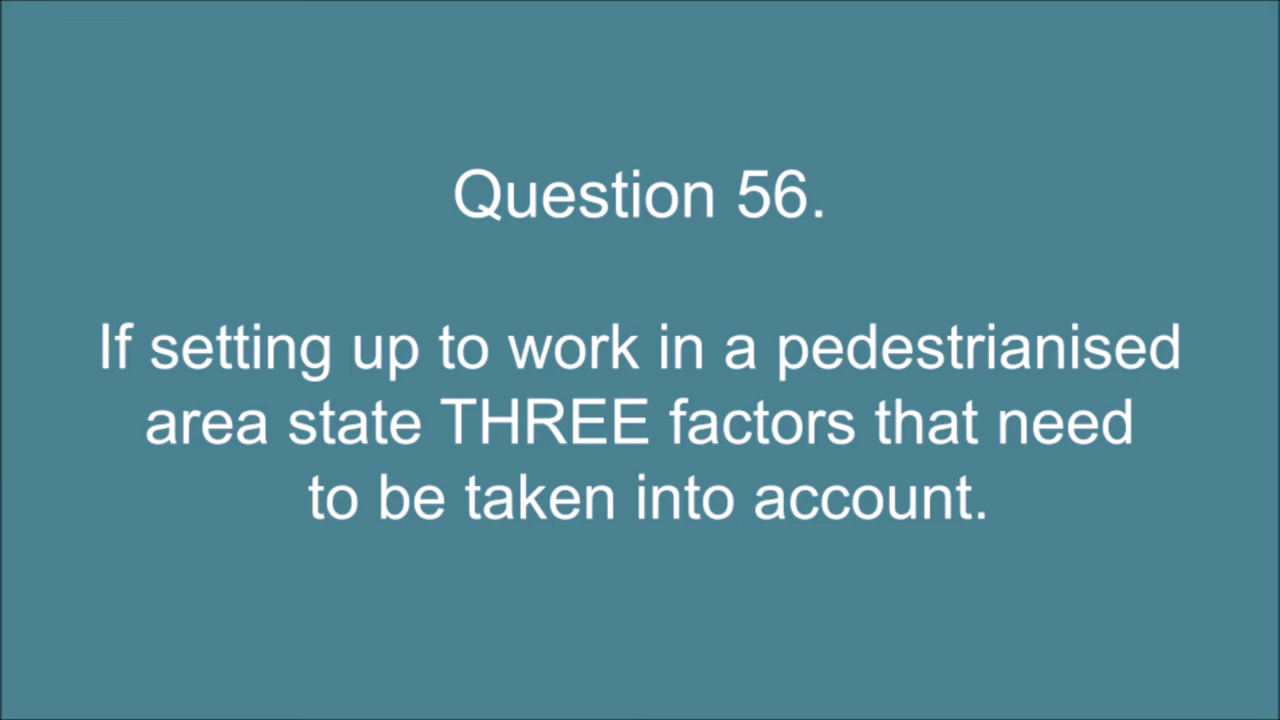 Question 56.
If setting up to work in a pedestrianised
area state THREE factors that need
to be taken into account.